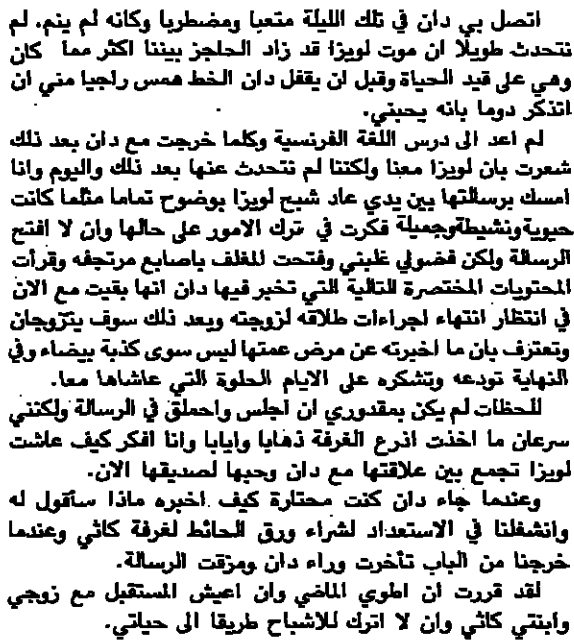 اتصل بي دان في تلك الليلة متعبا ومضطربا وكانه لم ينم. لم
نتحدث طويلا ان موت لويزا قد زاد الحاجز بيننا اكثر مما كان
وهي على قيد الحياة وقبل ان يقفل دان الخط همس راجيا مني ان
اتذكر دوما بانه يحبني.
لم اعد الى درس اللغة الفرنسية وكلما خرجت مع دان بعد ذلك
شعرت بان لويزا معنا ولكننا لم نتحدث عنها بعد ذلك واليوم وانا
امسك برسالتها بين يدي عاد شبح لويزا بوضوح تماما مثلما كانت
حيوية ونشيطة وجميلة فكرت في ترك الامور على حالها وان لا افتح
الرسالة ولكن فضولي غلبني وفتحت المغلف باصابع مرتجفه وقرأت
المحتويات المختصرة التالية التي تخبر فيها دان انها بقيت مع الان
في انتظار انتهاء اجراءات طلاقه لزوجته وبعد ذلك سوف يتزوجان
وتعتزف بان ما اخبرته عن مرض عمتها ليس سوى كذبة بيضاء وفي
النهاية تودعه وتشكره على الايام الحلوة التي عاشاها معا.
للحظات لم يكن بمقدوري ان اجلس واحملق في الرسالة ولكنني
سرعان ما اخذت اذرع الغرفة ذهابا وايابا وانا افكر كيف عاشت
لويزا تجمع بين علاقتها مع دان وحبها لصديقها الان.
وعندما جاء دان كنت محتارة كيف اخبره ماذا سأقول له
وانشغلنا في الاستعداد لشراء ورق الحائط لغرفة كاثي وعندما
خرجنا من الباب تأخرت وراء دان ومزقت الرسالة.
لقد قررت ان اطوي الماضي وان اعيش المستقبل مع زوجي
وابنتي كاثي وان لا اترك للاشباح طريقا الى حياتي.